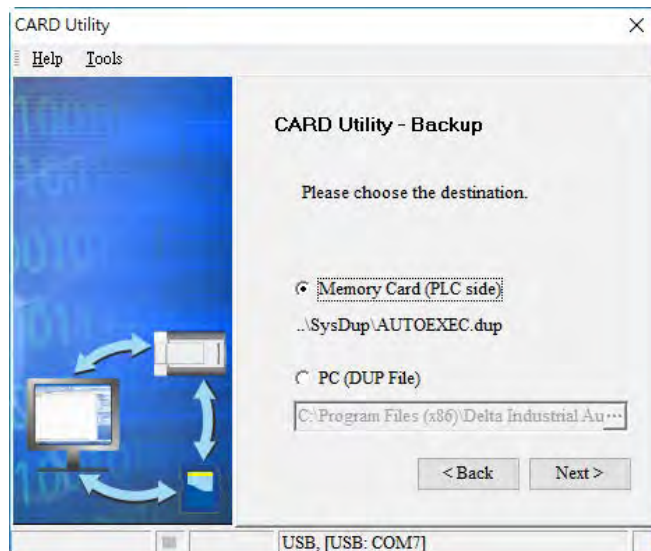 CARD Utility
Help Tools
CARD Utility - Backup
Please choose the destination.
Memory Card (PLC side)
..\SysDup\AUTOEXEC.dup
PC (DUP File)
C:\Program Files (x86)\Delta Industrial Au...
< Back Next >
USB, [USB: COM7]